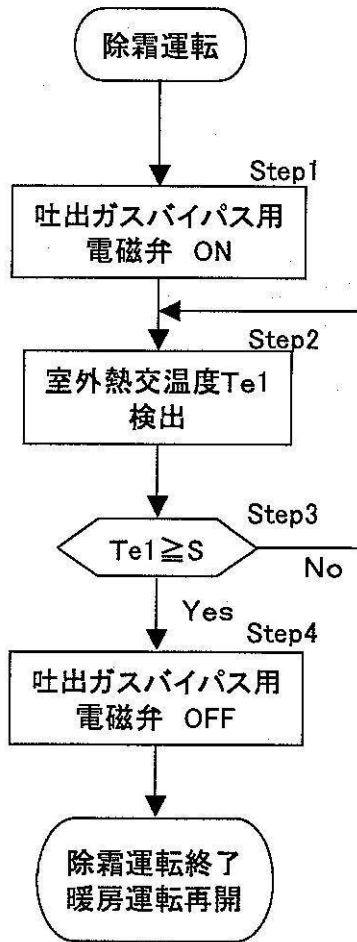 除霜運転
Step1
吐出ガスバイパス用
電磁弁 ON
Step2
室外熱交温度Te1
検出
Step3
Te1≧S
No
Yes
Step4
吐出ガスバイパス用
電磁弁 OFF
除霜運転終了
暖房運転再開